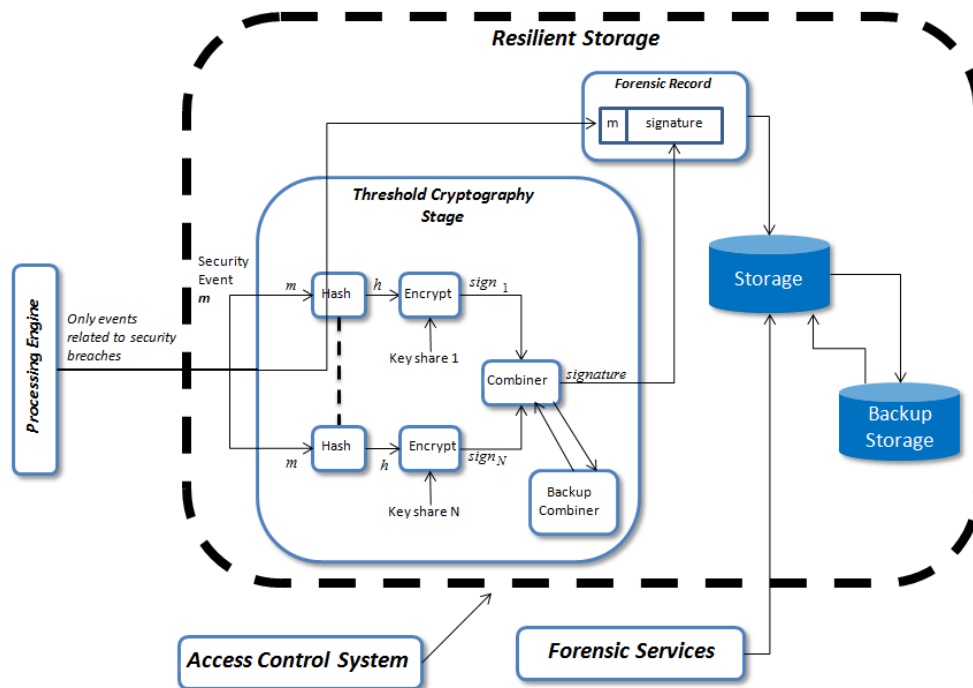 Resilient Storage
Forensic Record
m
signature
Threshold Cryptography
Stage
Security
Event
m
m
Hash
h
Encrypt
sign 1
Key share 1
Storage
Processing Engine
Only events
related to security
breaches
Combiner
signature
Backup
Storage
m
Hash
h
Encrypt
sign N
Key share N
Backup
Combiner
Access Control System
Forensic Services